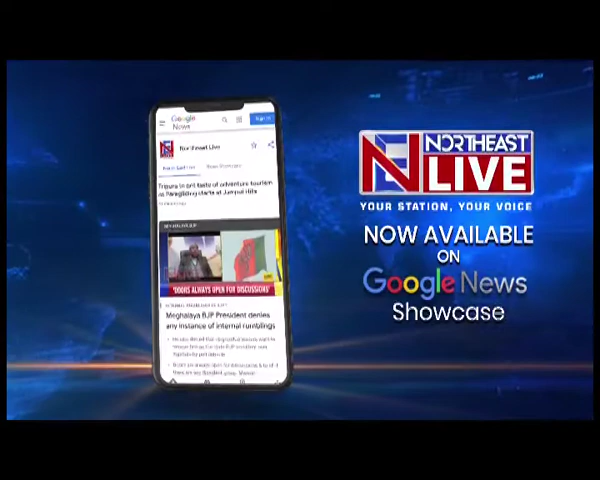 Google
News
Sign in
Northeast Live
Tripura to get taste of adventure tourism
as Paragliding starts at Jampui Hills
"DOORS ALWAYS OPEN FOR DISCUSSIONS"
Meghalaya BJP President denies
any instance of internal rumblings
NORTHEAST
LIVE
YOUR STATION, YOUR VOICE
NOW AVAILABLE
ON
Google News
Showcase